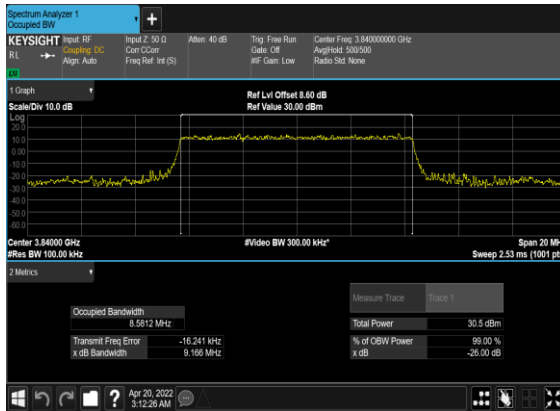 Spectrum Analyzer 1
Occupied BW
KEYSIGHT Input: RF Input Z: 50 Ω Atten: 40 dB Trig: Free Run Center Freq: 3.840000000 GHz
RL Coupling: DC Corr CCorr Gate: Off Avg|Hold: 500/500
Align: Auto Freq Ref: Int (S) #IF Gain: Low Radio Std: None
1 Graph
Scale/Div 10.0 dB Ref Lvl Offset 8.60 dB
Ref Value 30.00 dBm
Log
20.0
10.0
0.00
-10.0
-20.0
-30.0
-40.0
-50.0
-60.0
Center 3.84000 GHz #Video BW 300.00 kHz* Span 20 MH
#Res BW 100.00 kHz Sweep 2.53 ms (1001 pt
2 Metrics
Measure Trace Trace 1
Occupied Bandwidth
8.5812 MHz Total Power 30.5 dBm
Transmit Freq Error -16.241 kHz % of OBW Power 99.00 %
x dB Bandwidth 9.166 MHz x dB -26.00 dB
? Apr 20, 2022
3:12:26 AM